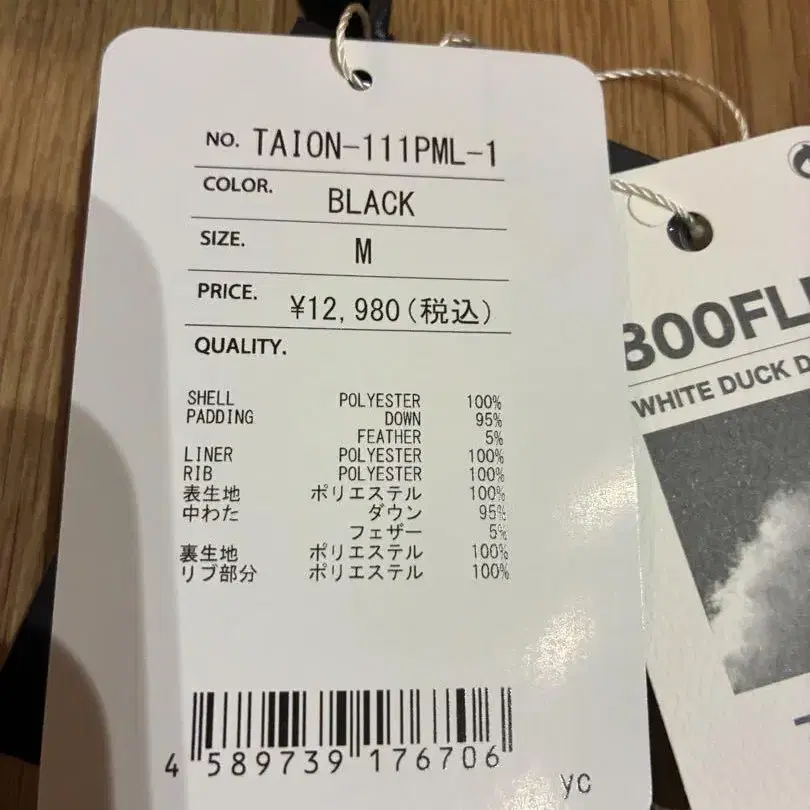 NO. TAION-111PML-1
COLOR. BLACK
SIZE. M
PRICE. ¥12,980(税込)
QUALITY.
SHELL POLYESTER 100%
PADDING DOWN 95%
FEATHER 5%
LINER POLYESTER 100%
RIB POLYESTER 100%
表生地 ポリエステル 100%
中わた ダウン 95%
フェザー 5%
裏生地 ポリエステル 100%
リブ部分 ポリエステル 100%
4 589739 176706
yc
WHITE DUCK